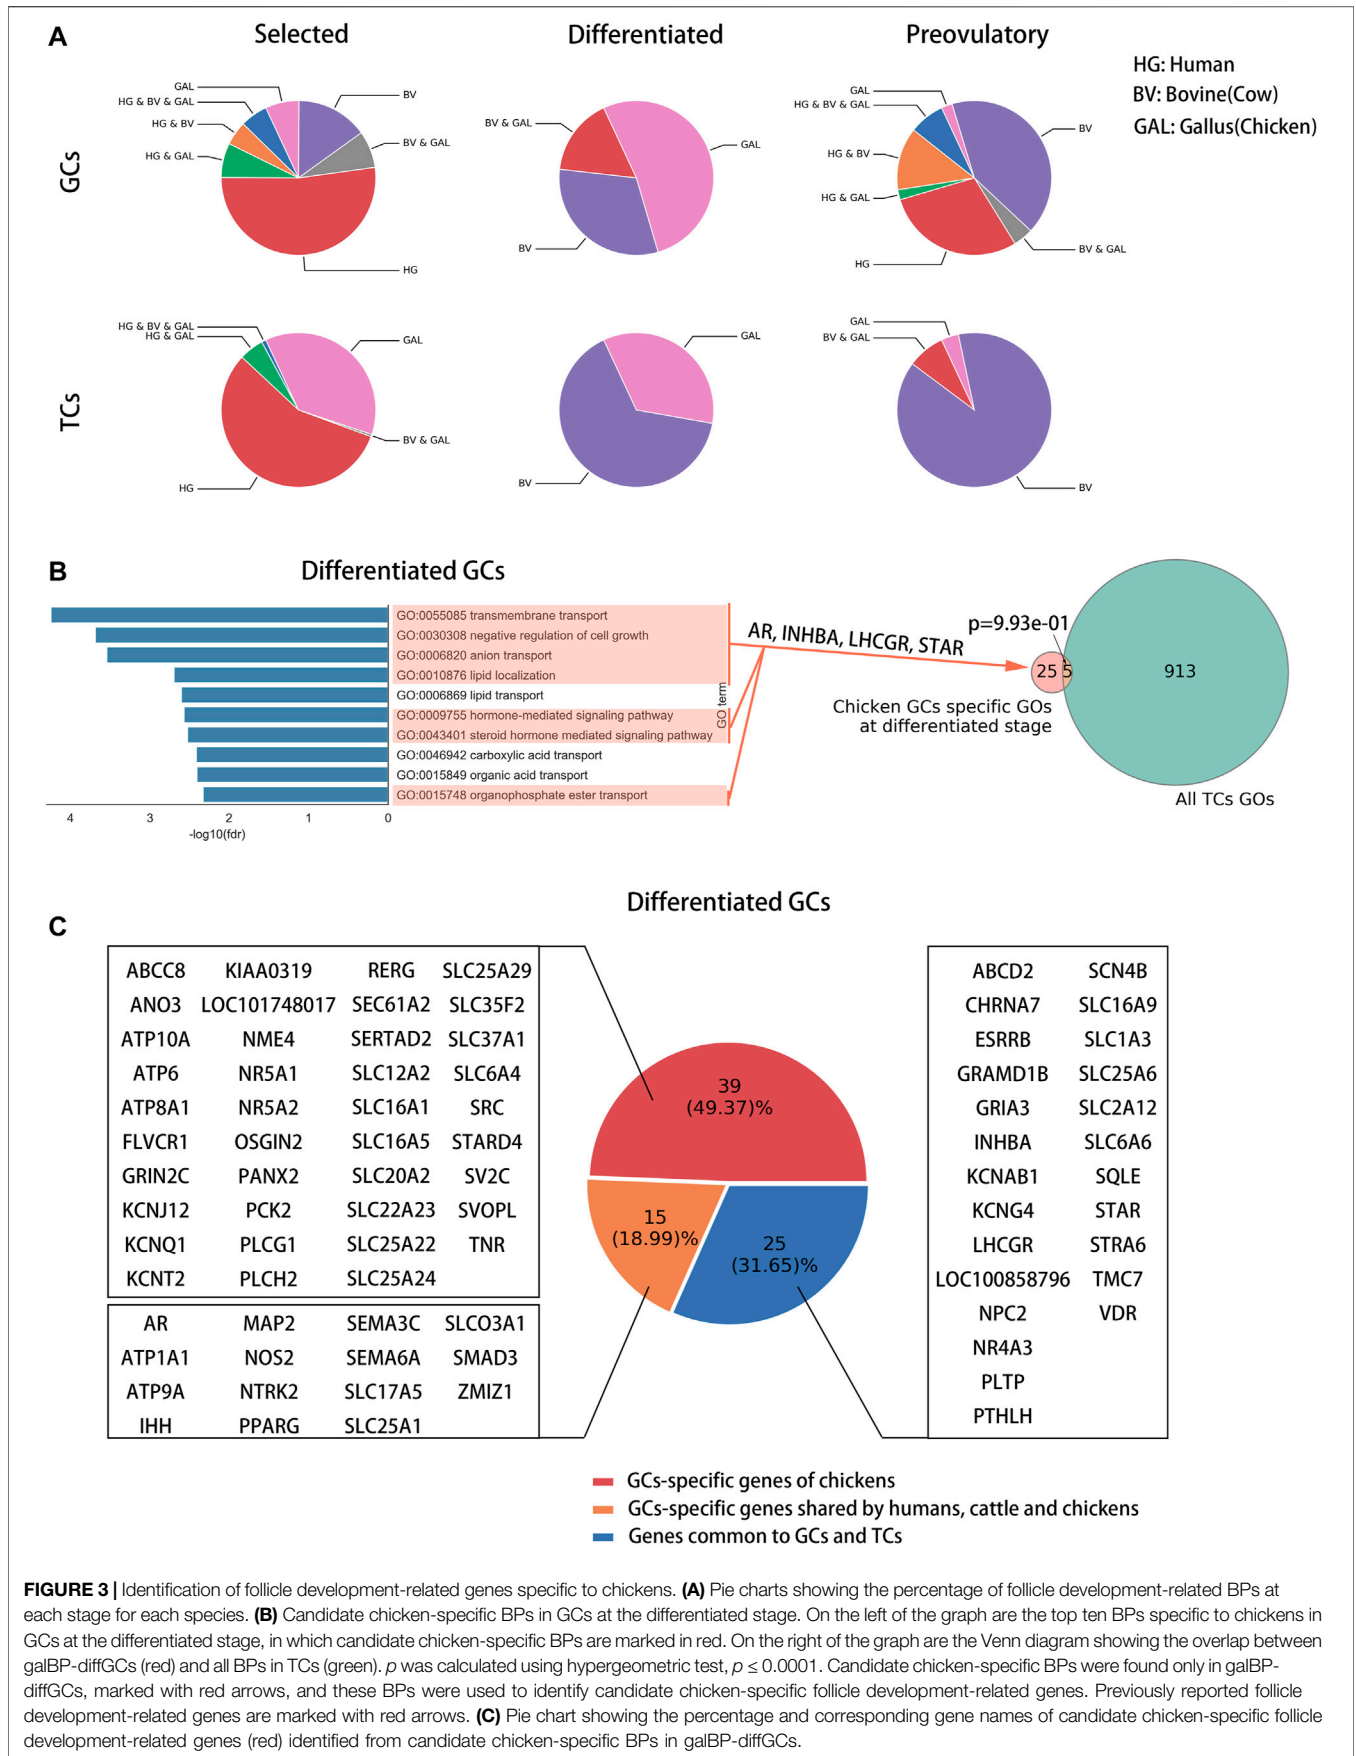 A
Selected
Differentiated
Preovulatory
HG: Human
BV: Bovine(Cow)
GAL: Gallus(Chicken)
GCs
GAL
HG & BV & GAL
HG & BV
HG & GAL
BV
BV & GAL
HG
BV & GAL
GAL
BV
GAL
HG & BV & GAL
HG & BV
HG & GAL
HG
BV
BV & GAL
TCs
HG & BV & GAL
HG & GAL
GAL
BV & GAL
HG
GAL
BV
GAL
BV & GAL
BV
B
Differentiated GCs
GO:0055085 transmembrane transport
GO:0030308 negative regulation of cell growth
GO:0006820 anion transport
GO:0010876 lipid localization
GO:0006869 lipid transport
GO:0009755 hormone-mediated signaling pathway
GO:0043401 steroid hormone mediated signaling pathway
GO:0046942 carboxylic acid transport
GO:0015849 organic acid transport
GO:0015748 organophosphate ester transport
GO term
4 3 2 1 0
-log10(fdr)
AR, INHBA, LHCGR, STAR
p=9.93e-01
25 5 913
Chicken GCs specific GOs
at differentiated stage
All TCs GOs
C
Differentiated GCs
ABCC8 KIAA0319 RERG SLC25A29
ANO3 LOC101748017 SEC61A2 SLC35F2
ATP10A NME4 SERTAD2 SLC37A1
ATP6 NR5A1 SLC12A2 SLC6A4
ATP8A1 NR5A2 SLC16A1 SRC
FLVCR1 OSGIN2 SLC16A5 STARD4
GRIN2C PANX2 SLC20A2 SV2C
KCNJ12 PCK2 SLC22A23 SVOPL
KCNQ1 PLCG1 SLC25A22 TNR
KCNT2 PLCH2 SLC25A24
AR MAP2 SEMA3C SLCO3A1
ATP1A1 NOS2 SEMA6A SMAD3
ATP9A NTRK2 SLC17A5 ZMIZ1
IHH PPARG SLC25A1
39
(49.37)%
15
(18.99)%
25
(31.65)%
ABCD2 SCN4B
CHRNA7 SLC16A9
ESRRB SLC1A3
GRAMD1B SLC25A6
GRIA3 SLC2A12
INHBA SLC6A6
KCNAB1 SQLE
KCNG4 STAR
LHCGR STRA6
LOC100858796 TMC7
NPC2 VDR
NR4A3
PLTP
PTHLH
GCs-specific genes of chickens
GCs-specific genes shared by humans, cattle and chickens
Genes common to GCs and TCs
FIGURE 3 | Identification of follicle development-related genes specific to chickens. (A) Pie charts showing the percentage of follicle development-related BPs at
each stage for each species. (B) Candidate chicken-specific BPs in GCs at the differentiated stage. On the left of the graph are the top ten BPs specific to chickens in
GCs at the differentiated stage, in which candidate chicken-specific BPs are marked in red. On the right of the graph are the Venn diagram showing the overlap between
galBP-diffGCs (red) and all BPs in TCs (green). p was calculated using hypergeometric test, p ≤ 0.0001. Candidate chicken-specific BPs were found only in galBP-
diffGCs, marked with red arrows, and these BPs were used to identify candidate chicken-specific follicle development-related genes. Previously reported follicle
development-related genes are marked with red arrows. (C) Pie chart showing the percentage and corresponding gene names of candidate chicken-specific follicle
development-related genes (red) identified from candidate chicken-specific BPs in galBP-diffGCs.